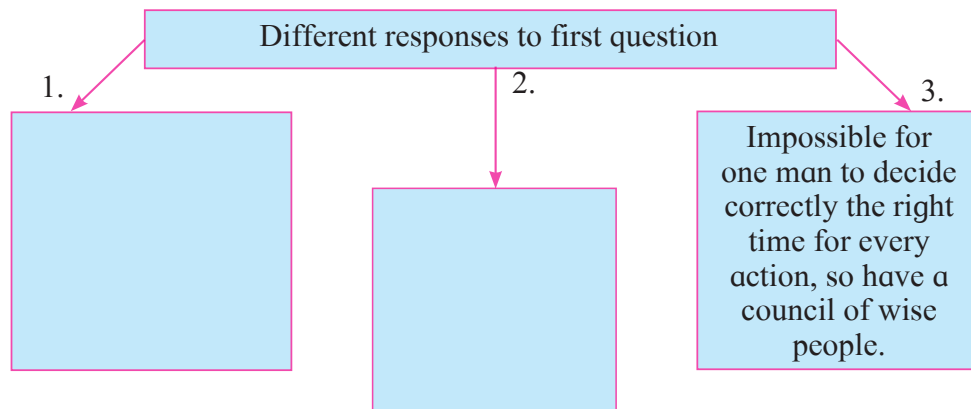 Different responses to first question
1.
2.
3.
Impossible for
one man to decide
correctly the right
time for every
action, so have a
council of wise
people.